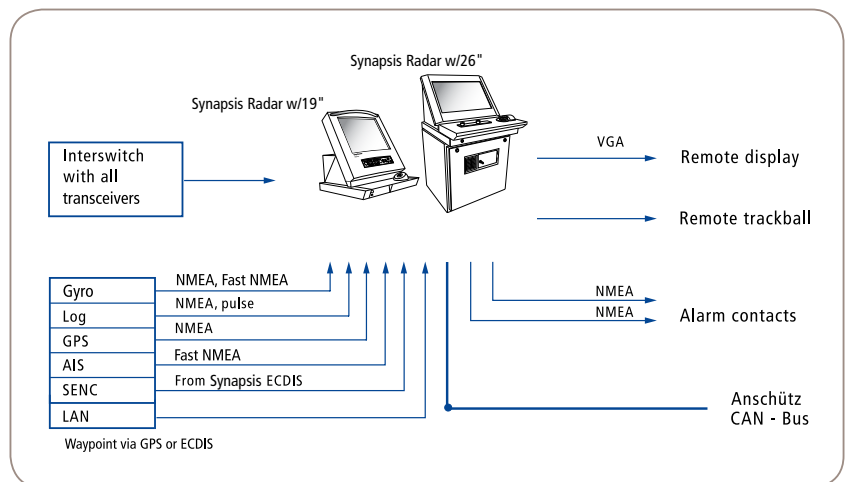 Synapsis Radar w/26"
Synapsis Radar w/19"
Interswitch
with all
transceivers
VGA
Remote display
Remote trackball
Gyro
NMEA, Fast NMEA
Log
NMEA, pulse
GPS
NMEA
AIS
Fast NMEA
SENC
From Synapsis ECDIS
LAN
Waypoint via GPS or ECDIS
NMEA
NMEA
Alarm contacts
Anschütz
CAN - Bus